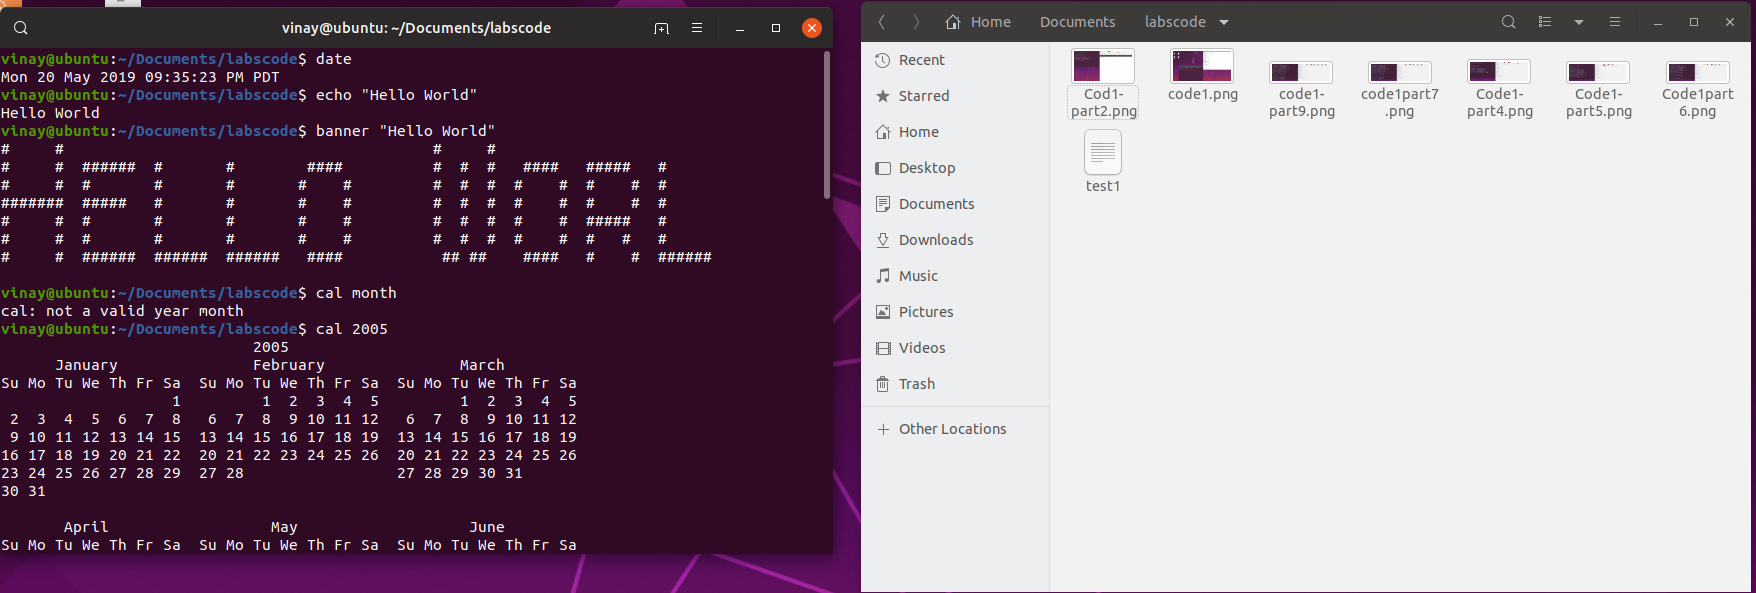 vinay@ubuntu: ~/Documents/labscode
vinay@ubuntu:~/Documents/labscode$ date
Mon 20 May 2019 09:35:23 PM PDT
vinay@ubuntu:~/Documents/labscode$ echo "Hello World"
Hello World
vinay@ubuntu:~/Documents/labscode$ banner "Hello World"
#     #                                         #     #
#     #  ######  #       #        ####          #  #  #   ####   #####   #
#     #  #       #       #       #    #         #  #  #  #    #  #    #  #
#######  #####   #       #       #    #         #  #  #  #    #  #    #  #
#     #  #       #       #       #    #         #  #  #  #    #  #####   #
#     #  #       #       #       #    #         #  #  #  #    #  #   #   #
#     #  ######  ######  ######   ####           ## ##    ####   #    #  ######
vinay@ubuntu:~/Documents/labscode$ cal month
cal: not a valid year month
vinay@ubuntu:~/Documents/labscode$ cal 2005
                            2005
      January               February               March
Su Mo Tu We Th Fr Sa  Su Mo Tu We Th Fr Sa  Su Mo Tu We Th Fr Sa
                   1         1  2  3  4  5         1  2  3  4  5
 2  3  4  5  6  7  8   6  7  8  9 10 11 12   6  7  8  9 10 11 12
 9 10 11 12 13 14 15  13 14 15 16 17 18 19  13 14 15 16 17 18 19
16 17 18 19 20 21 22  20 21 22 23 24 25 26  20 21 22 23 24 25 26
23 24 25 26 27 28 29  27 28                 27 28 29 30 31
30 31
       April                  May                   June
Su Mo Tu We Th Fr Sa  Su Mo Tu We Th Fr Sa  Su Mo Tu We Th Fr Sa
Home Documents labscode
Recent
Starred
Home
Desktop
Documents
Downloads
Music
Pictures
Videos
Trash
Other Locations
Cod1-
part2.png
code1.png
code1-
part9.png
code1part7
.png
Code1-
part4.png
Code1-
part5.png
Code1part
6.png
test1